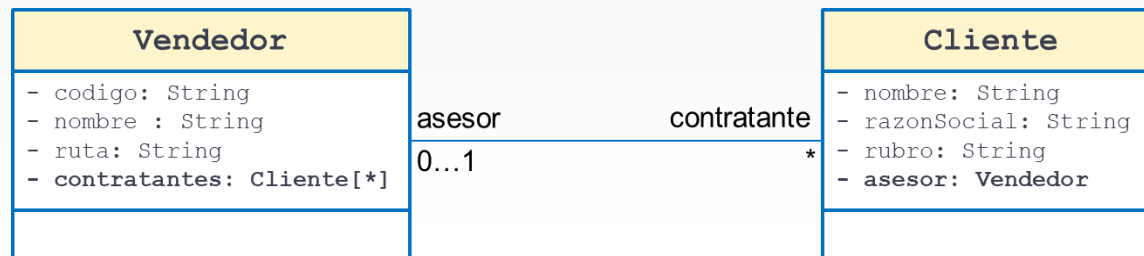 Vendedor
- codigo: String
- nombre : String
- ruta: String
- contratantes: Cliente[*]
asesor
0...1
contratante
*
Cliente
- nombre: String
- razonSocial: String
- rubro: String
- asesor: Vendedor